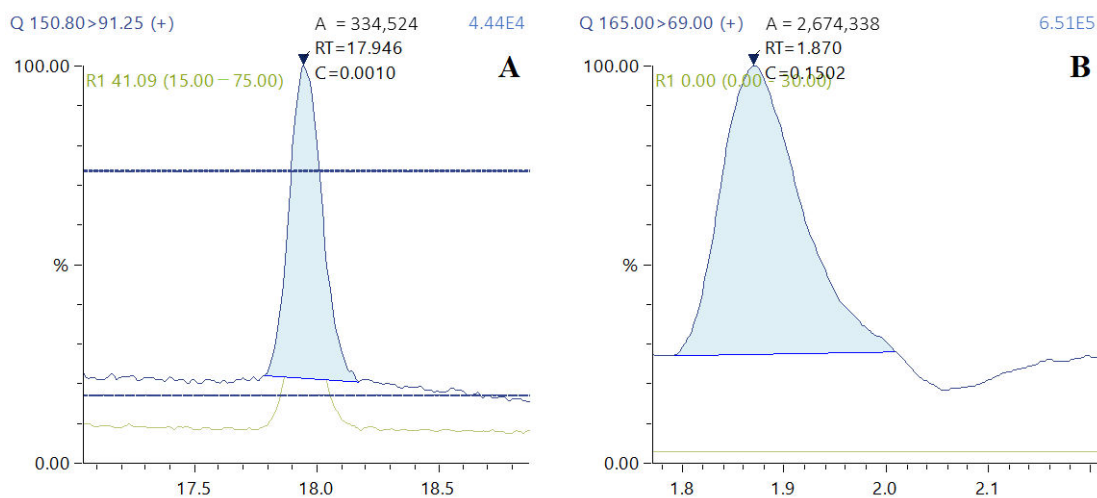 Q 150.80>91.25 (+)
A = 334,524
4.44E4
RT=17.946
C=0.0010
A
100.00
R1 41.09 (15.00－75.00)
%
0.00
17.5
18.0
18.5
Q 165.00>69.00 (+)
A = 2,674,338
6.51E5
RT=1.870
C=0.1502
B
100.00
R1 0.00 (0.00－30.00)
%
0.00
1.8
1.9
2.0
2.1